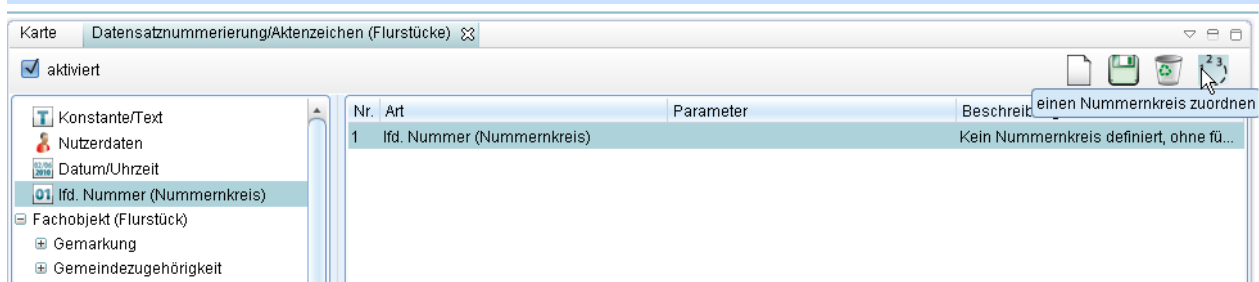 Karte Datensatznummerierung/Aktenzeichen (Flurstücke)
aktiviert
einen Nummernkreis zuordnen
Konstante/Text
Nutzerdaten
Datum/Uhrzeit
01 lfd. Nummer (Nummernkreis)
Fachobjekt (Flurstück)
Gemarkung
Gemeindezugehörigkeit
Nr. Art Parameter
1 lfd. Nummer (Nummernkreis) Kein Nummernkreis definiert, ohne fü...